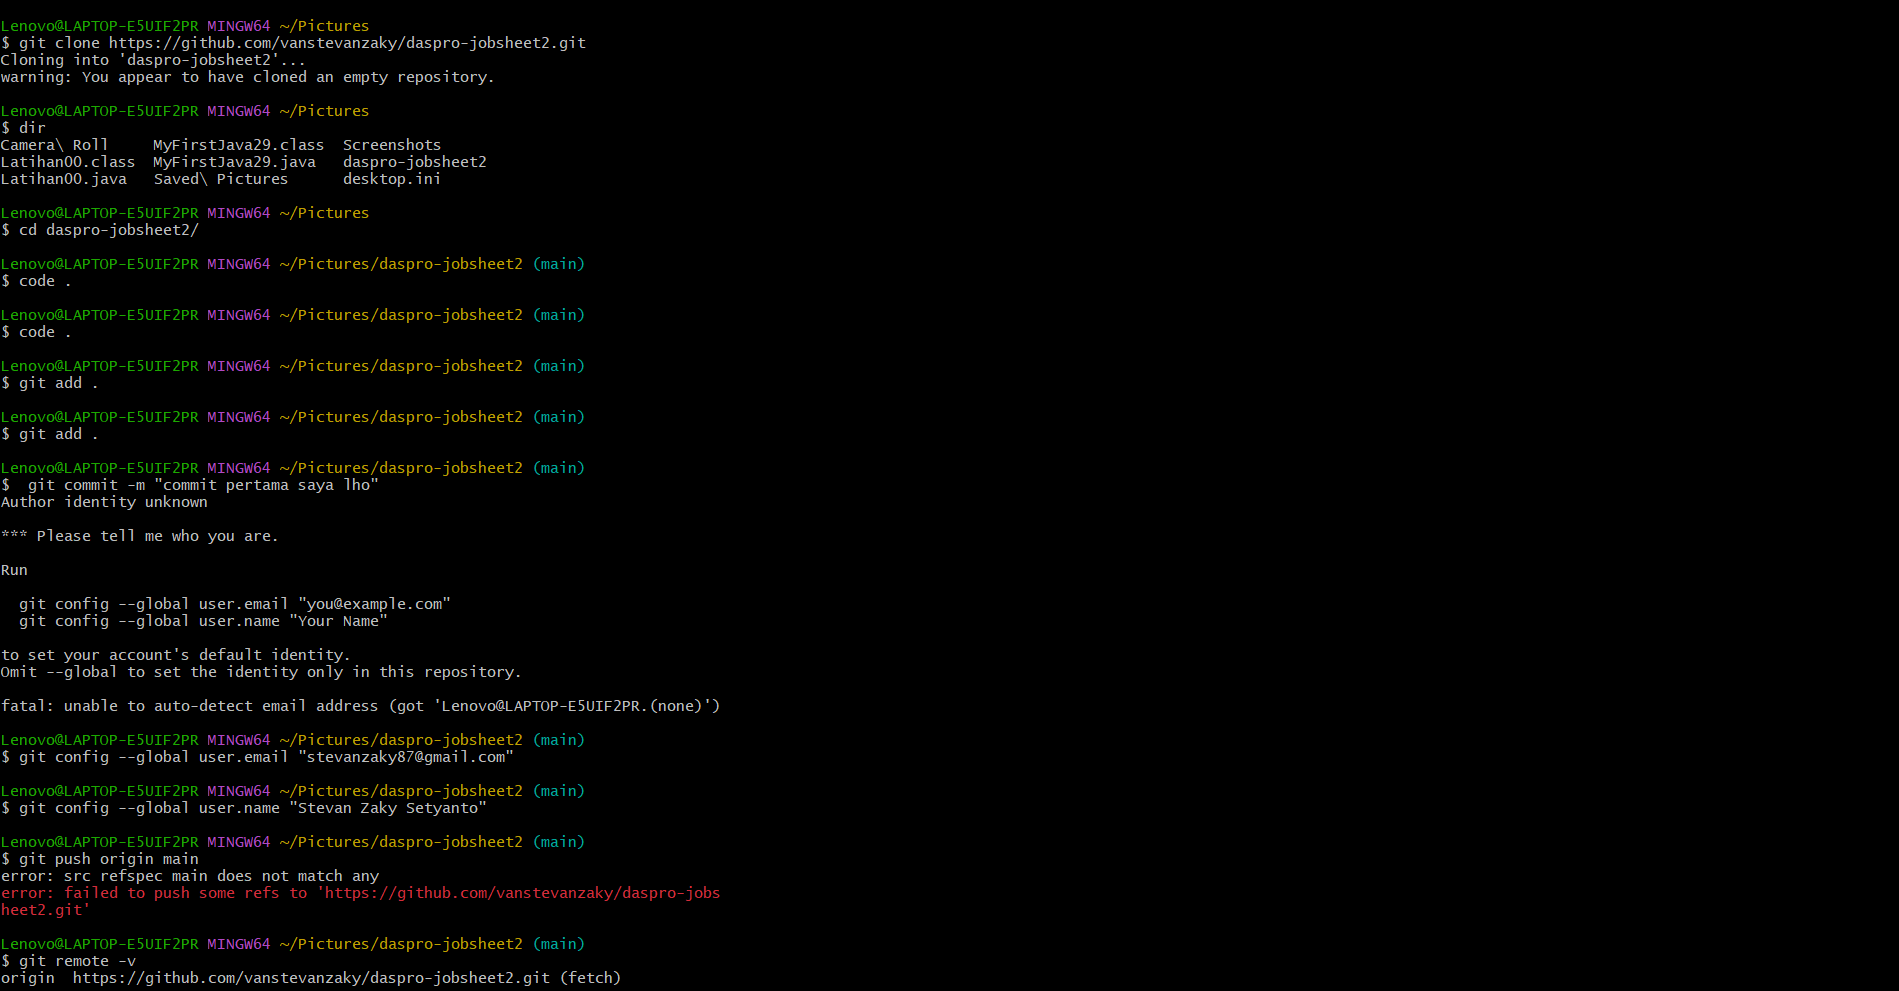 Lenovo@LAPTOP-E5UIF2PR MINGW64 ~/Pictures
$ git clone https://github.com/vanstevanzaky/daspro-jobsheet2.git
Cloning into 'daspro-jobsheet2'...
warning: You appear to have cloned an empty repository.

Lenovo@LAPTOP-E5UIF2PR MINGW64 ~/Pictures
$ dir
Camera\ Roll     MyFirstJava29.class  Screenshots
Latihan00.class  MyFirstJava29.java   daspro-jobsheet2
Latihan00.java   Saved\ Pictures      desktop.ini

Lenovo@LAPTOP-E5UIF2PR MINGW64 ~/Pictures
$ cd daspro-jobsheet2/

Lenovo@LAPTOP-E5UIF2PR MINGW64 ~/Pictures/daspro-jobsheet2 (main)
$ code .

Lenovo@LAPTOP-E5UIF2PR MINGW64 ~/Pictures/daspro-jobsheet2 (main)
$ code .

Lenovo@LAPTOP-E5UIF2PR MINGW64 ~/Pictures/daspro-jobsheet2 (main)
$ git add .

Lenovo@LAPTOP-E5UIF2PR MINGW64 ~/Pictures/daspro-jobsheet2 (main)
$ git add .

Lenovo@LAPTOP-E5UIF2PR MINGW64 ~/Pictures/daspro-jobsheet2 (main)
$  git commit -m "commit pertama saya lho"
Author identity unknown

*** Please tell me who you are.

Run

  git config --global user.email "you@example.com"
  git config --global user.name "Your Name"

to set your account's default identity.
Omit --global to set the identity only in this repository.

fatal: unable to auto-detect email address (got 'Lenovo@LAPTOP-E5UIF2PR.(none)')

Lenovo@LAPTOP-E5UIF2PR MINGW64 ~/Pictures/daspro-jobsheet2 (main)
$ git config --global user.email "stevanzaky87@gmail.com"

Lenovo@LAPTOP-E5UIF2PR MINGW64 ~/Pictures/daspro-jobsheet2 (main)
$ git config --global user.name "Stevan Zaky Setyanto"

Lenovo@LAPTOP-E5UIF2PR MINGW64 ~/Pictures/daspro-jobsheet2 (main)
$ git push origin main
error: src refspec main does not match any
error: failed to push some refs to 'https://github.com/vanstevanzaky/daspro-jobs
heet2.git'

Lenovo@LAPTOP-E5UIF2PR MINGW64 ~/Pictures/daspro-jobsheet2 (main)
$ git remote -v
origin  https://github.com/vanstevanzaky/daspro-jobsheet2.git (fetch)